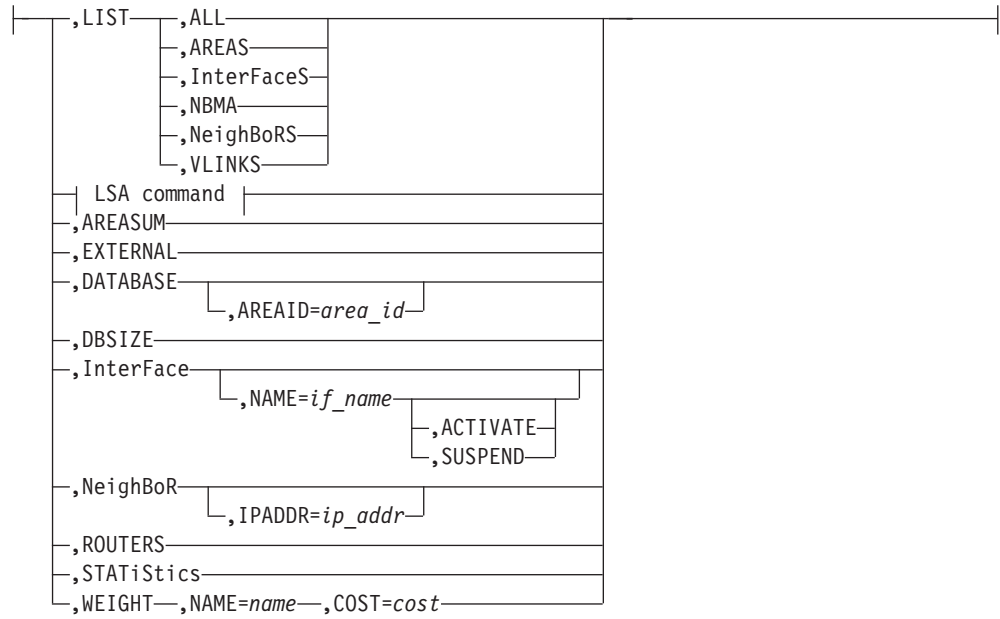 ,LIST ,ALL
,AREAS
,InterFaceS
,NBMA
,NeighBoRS
,VLINKS
LSA command
,AREASUM
,EXTERNAL
,DATABASE
,AREAID=area_id
,DBSIZE
,InterFace
,NAME=if_name
,ACTIVATE
,SUSPEND
,NeighBoR
,IPADDR=ip_addr
,ROUTERS
,STATiStics
,WEIGHT ,NAME=name ,COST=cost